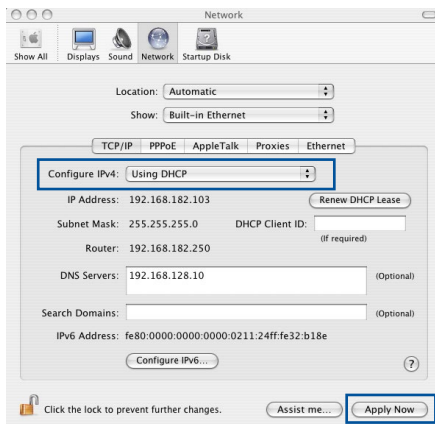 Network
Show All Displays Sound Network Startup Disk
Location: Automatic
Show: Built-in Ethernet
TCP/IP PPPoE AppleTalk Proxies Ethernet
Configure IPv4: Using DHCP
IP Address: 192.168.182.103 Renew DHCP Lease
Subnet Mask: 255.255.255.0 DHCP Client ID:
(If required)
Router: 192.168.182.250
DNS Servers: 192.168.128.10 (Optional)
Search Domains: (Optional)
IPv6 Address: fe80:0000:0000:0000:0211:24ff:fe32:b18e
Configure IPv6... ?
Click the lock to prevent further changes. Assist me... Apply Now